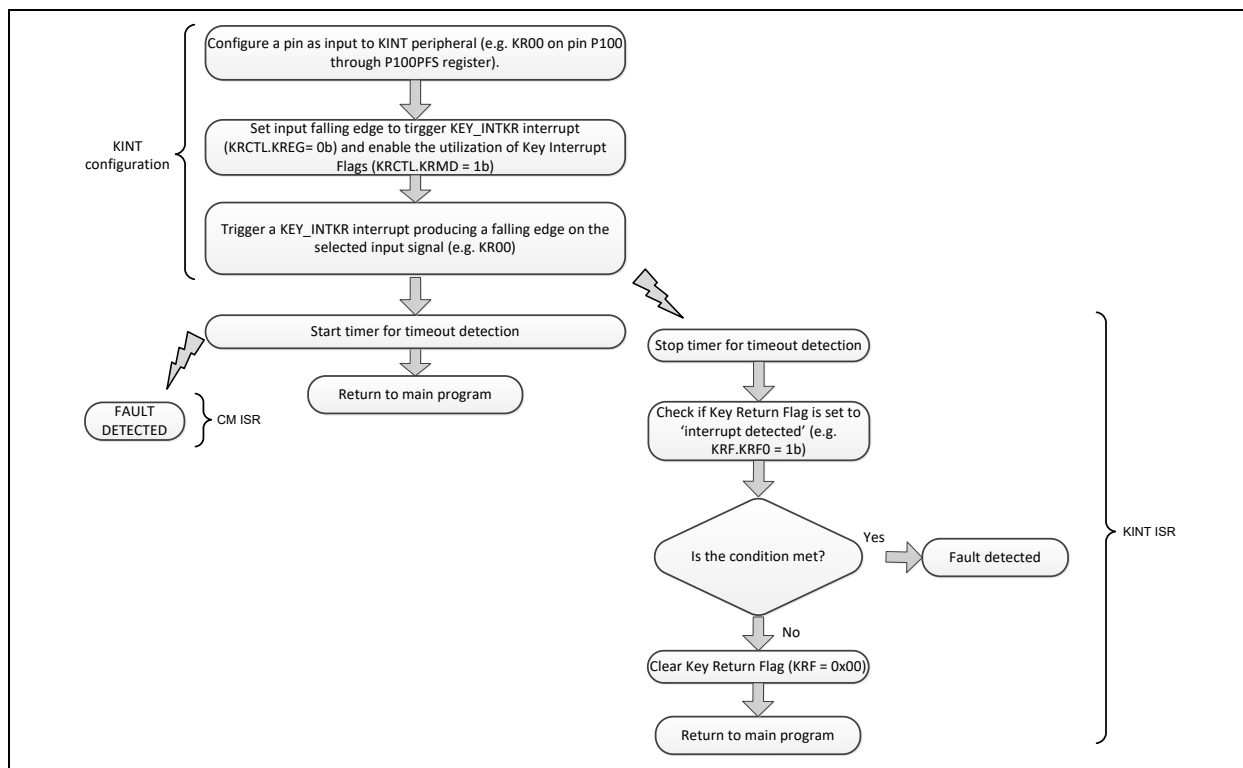 Configure a pin as input to KINT peripheral (e.g. KR00 on pin P100
through P100PFS register).
KINT
configuration
Set input falling edge to tirgger KEY_INTKR interrupt
(KRCTL.KREG= 0b) and enable the utilization of Key Interrupt
Flags (KRCTL.KRMD = 1b)
Trigger a KEY_INTKR interrupt producing a falling edge on the
selected input signal (e.g. KR00)
Start timer for timeout detection
Return to main program
FAULT
DETECTED
CM ISR
Stop timer for timeout detection
Check if Key Return Flag is set to
‘interrupt detected’ (e.g.
KRF.KRF0 = 1b)
Is the condition met?
Yes
Fault detected
KINT ISR
No
Clear Key Return Flag (KRF = 0x00)
Return to main program